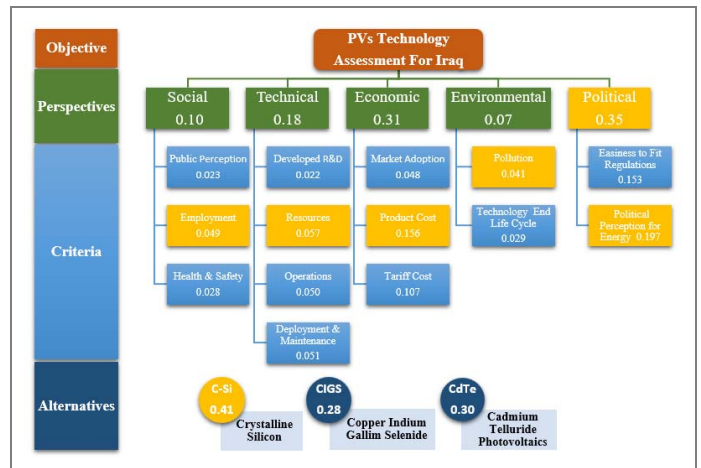 Objective
PVs Technology
Assessment For Iraq
Perspectives
Social
0.10
Technical
0.18
Economic
0.31
Environmental
0.07
Political
0.35
Criteria
Public Perception
0.023
Employment
0.049
Health & Safety
0.028
Developed R&D
0.022
Resources
0.057
Operations
0.050
Deployment &
Maintenance
0.051
Market Adoption
0.048
Product Cost
0.156
Tariff Cost
0.107
Pollution
0.041
Technology End
Life Cycle
0.029
Easiness to Fit
Regulations
0.153
Political
Perception for
Energy 0.197
Alternatives
C-Si
0.41
Crystalline
Silicon
CIGS
0.28
Copper Indium
Gallim Selenide
CdTe
0.30
Cadmium
Telluride
Photovoltaics